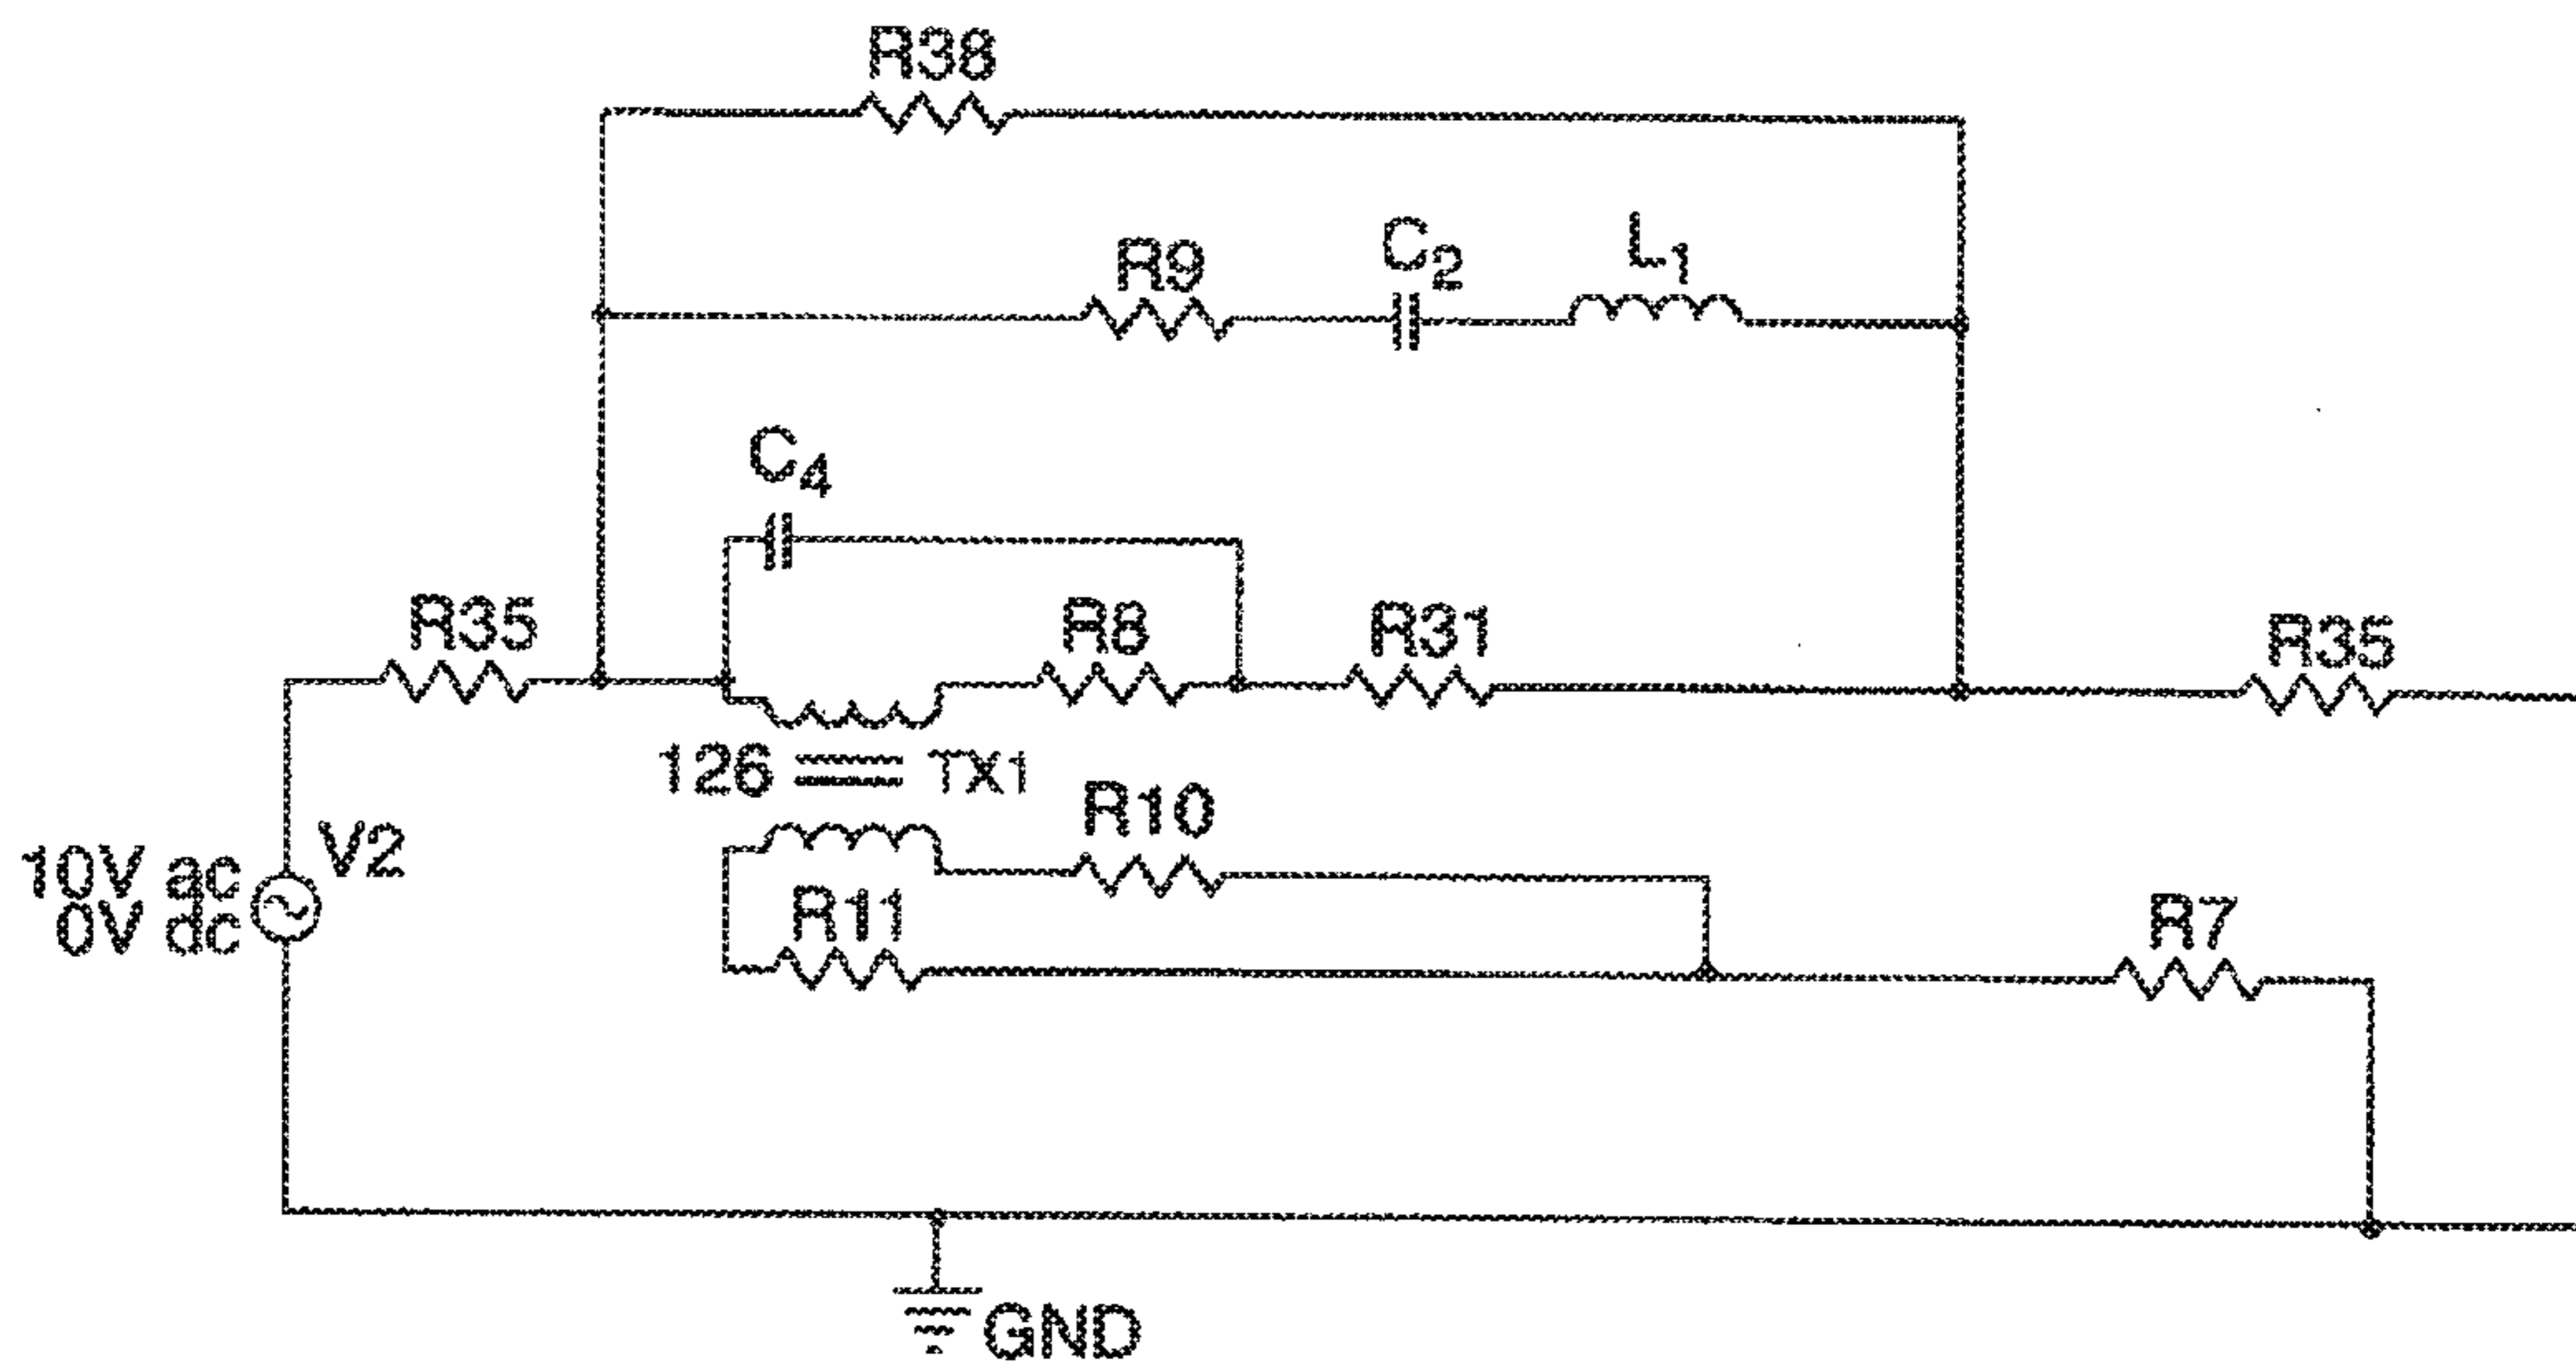 R38
R9
C2
L1
C4
R35
R8
R31
R35
126
TX1
R10
V2
10V ac
0V dc
R11
R7
GND